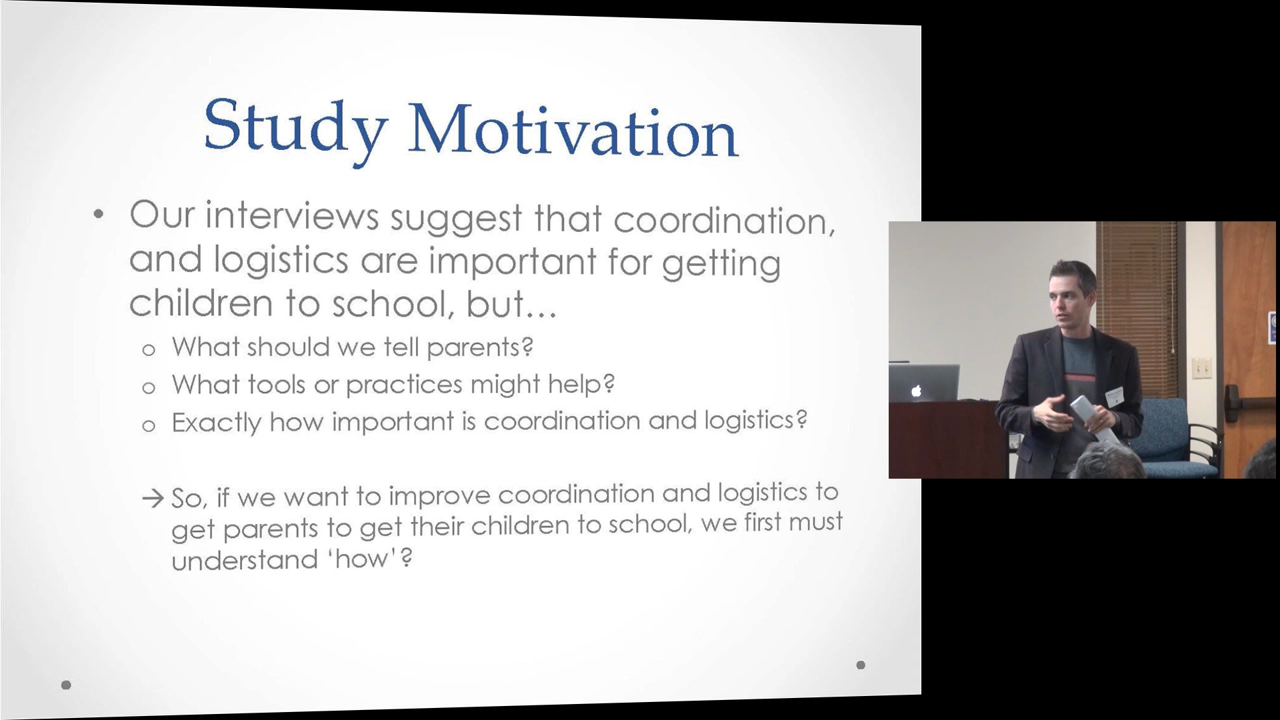 Study Motivation
• Our interviews suggest that coordination,
and logistics are important for getting
children to school, but...
o What should we tell parents?
o What tools or practices might help?
o Exactly how important is coordination and logistics?
→ So, if we want to improve coordination and logistics to
get parents to get their children to school, we first must
understand ‘how’?